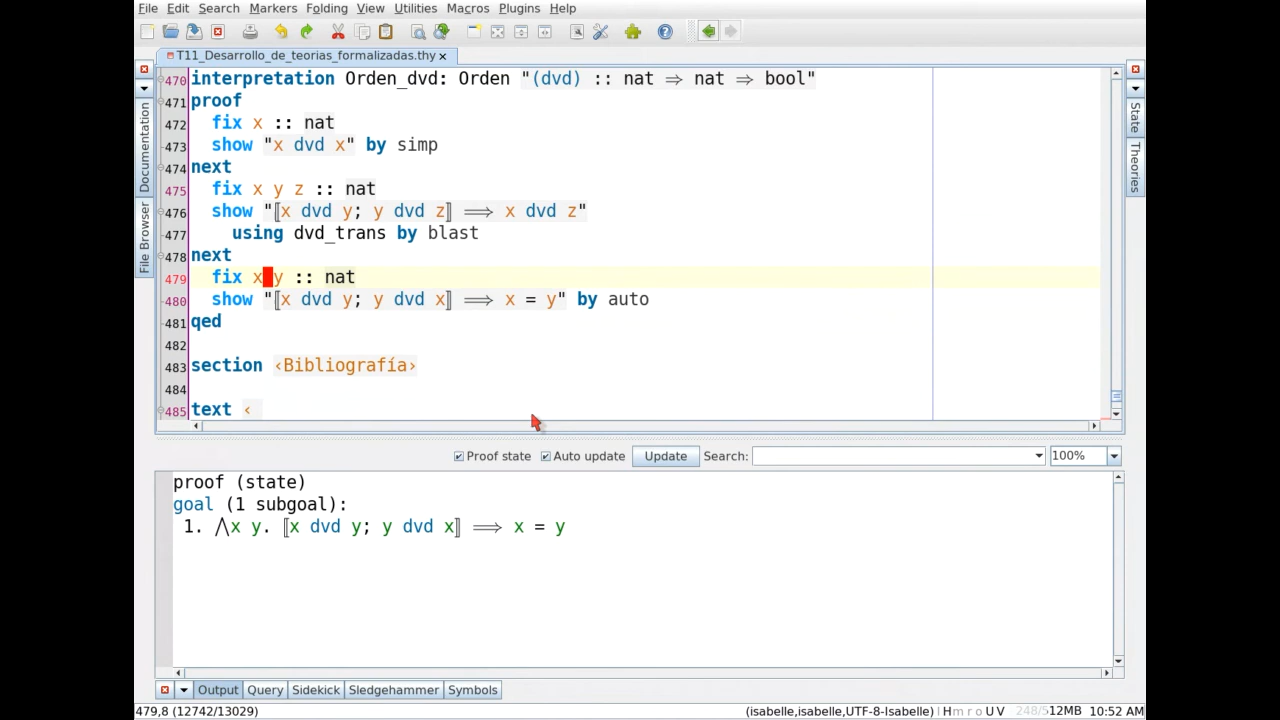 File Edit Search Markers Folding View Utilities Macros Plugins Help
T11_Desarrollo_de_teorias_formalizadas.thy
470 interpretation Orden_dvd: Orden "(dvd) :: nat ⇒ nat ⇒ bool"
471 proof
472 fix x :: nat
473 show "x dvd x" by simp
474 next
475 fix x y z :: nat
476 show "⟦x dvd y; y dvd z⟧ ⟹ x dvd z"
477 using dvd_trans by blast
478 next
479 fix x y :: nat
480 show "⟦x dvd y; y dvd x⟧ ⟹ x = y" by auto
481 qed
482
483 section ‹Bibliografía›
484
485 text ‹
Documentation
File Browser
State
Theories
Proof state Auto update Update Search: 100%
proof (state)
goal (1 subgoal):
1. ⋀x y. ⟦x dvd y; y dvd x⟧ ⟹ x = y
Output Query Sidekick Sledgehammer Symbols
479,8 (12742/13029) (isabelle,isabelle,UTF-8-Isabelle) | H m r o U V 248/512MB 10:52 AM